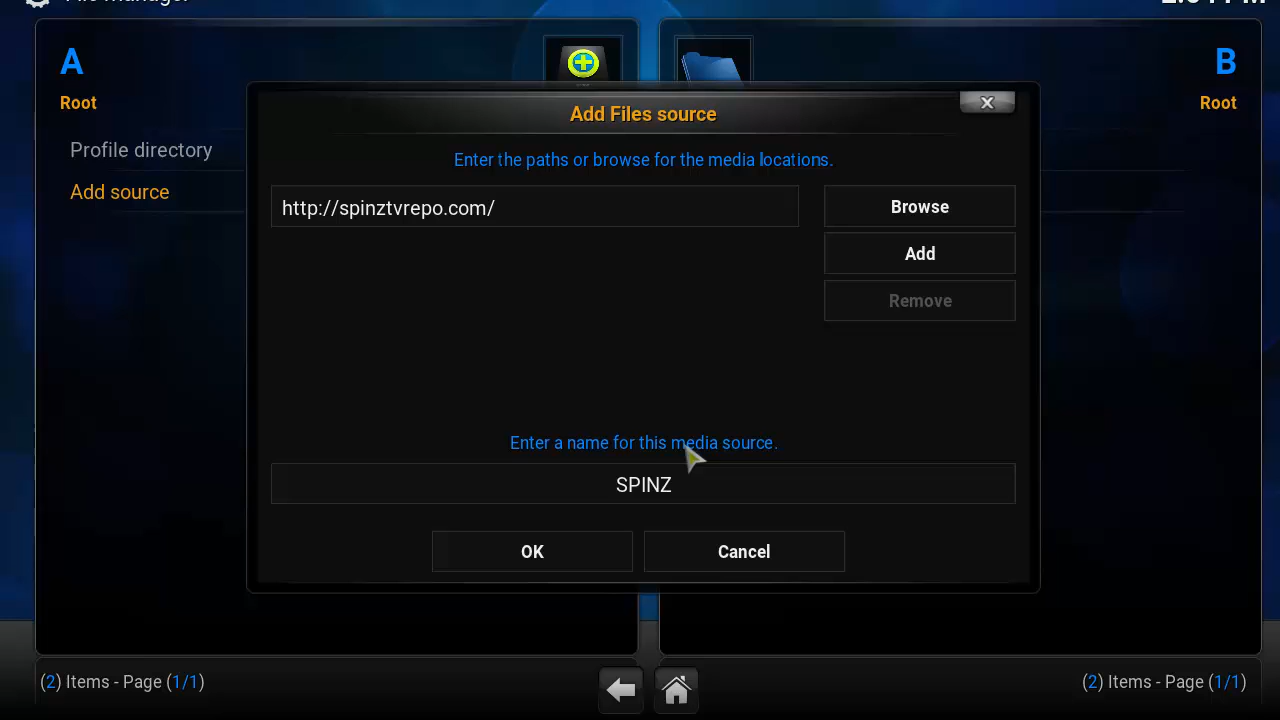 A
B
Root
Root
Profile directory
Add source
Add Files source
Enter the paths or browse for the media locations.
http://spinztvrepo.com/
Browse
Add
Remove
Enter a name for this media source.
SPINZ
OK
Cancel
(2) Items - Page (1/1)
(2) Items - Page (1/1)